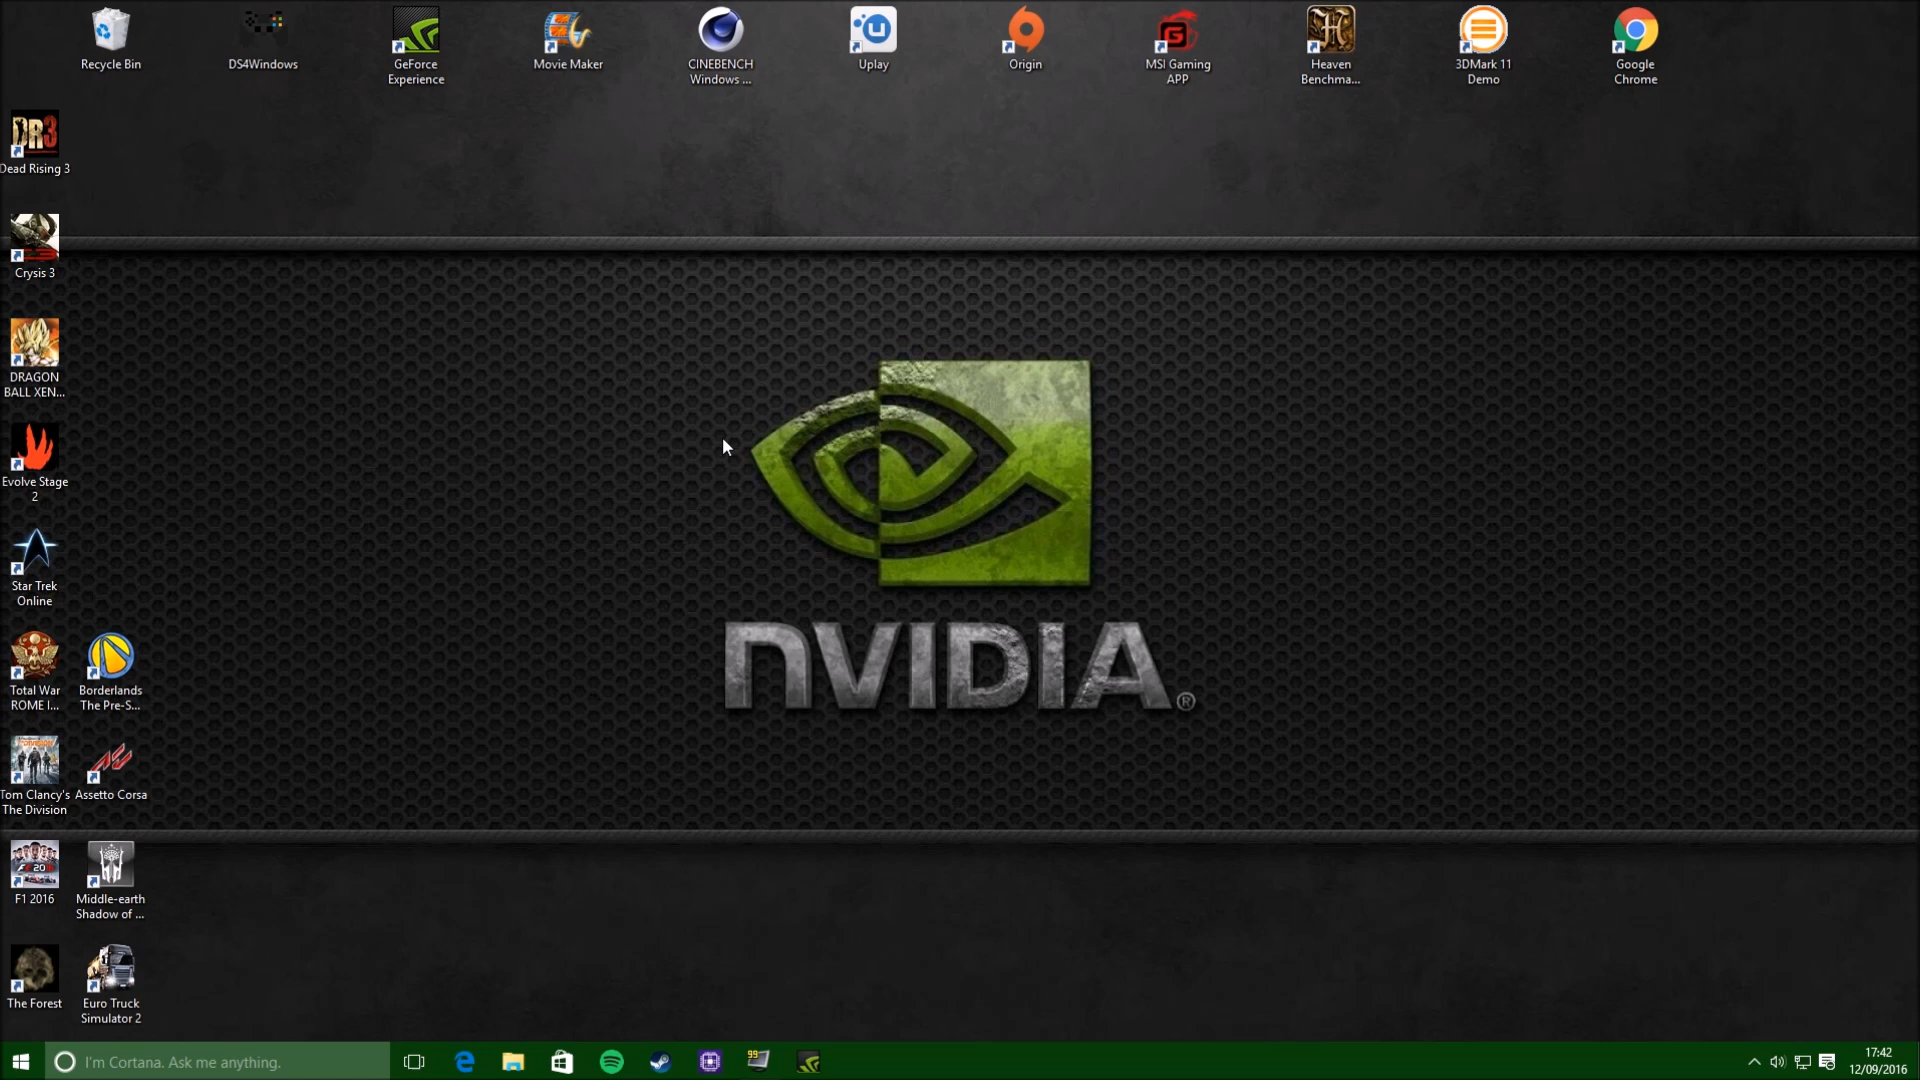 Recycle Bin
DS4Windows
GeForce
Experience
Movie Maker
CINEBENCH
Windows ...
Uplay
Origin
MSI Gaming
APP
Heaven
Benchma...
3DMark 11
Demo
Google
Chrome
DR3
Dead Rising 3
Crysis 3
DRAGON
BALL XEN...
Evolve Stage
2
Star Trek
Online
Total War
ROME I...
Borderlands
The Pre-S...
Tom Clancy's
The Division
Assetto Corsa
F1 2016
Middle-earth
Shadow of ...
The Forest
Euro Truck
Simulator 2
NVIDIA®
I'm Cortana. Ask me anything.
99
17:42
12/09/2016